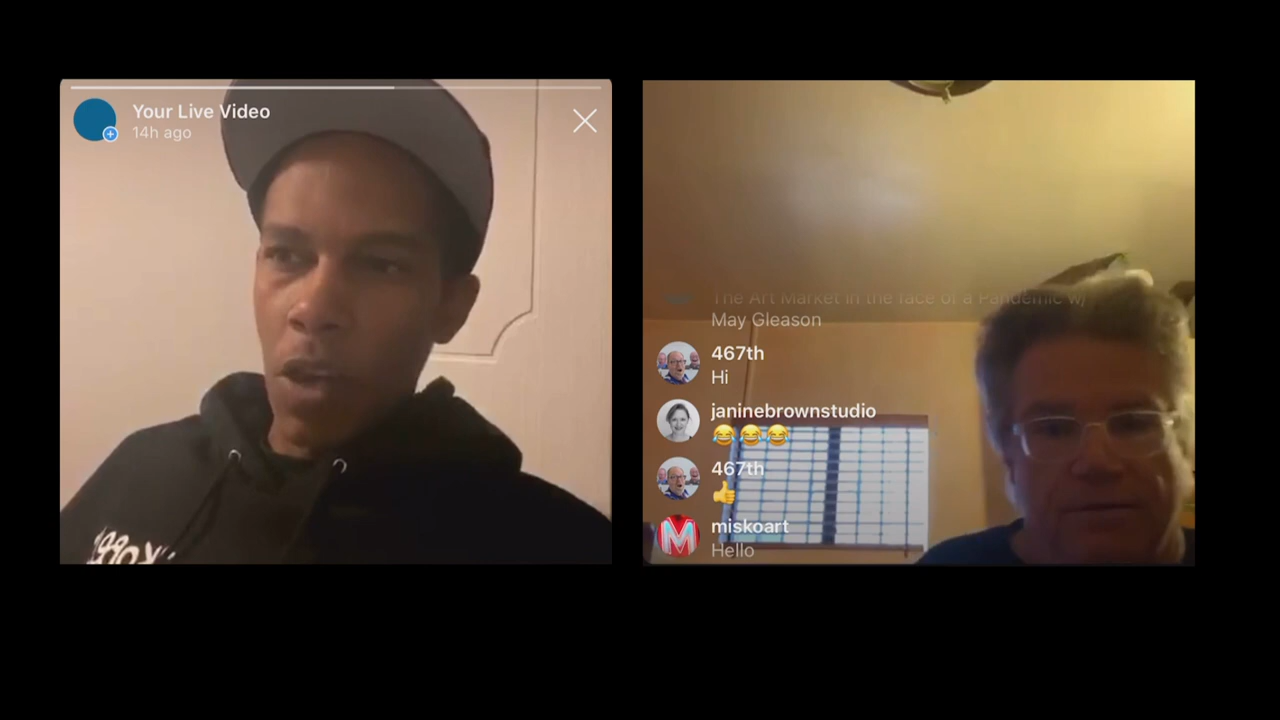 Your Live Video
14h ago
The Art Market in the face of a Pandemic w/
May Gleason
467th
Hi
janinebrownstudio
😂😂😂
467th
👍
miskoart
Hello